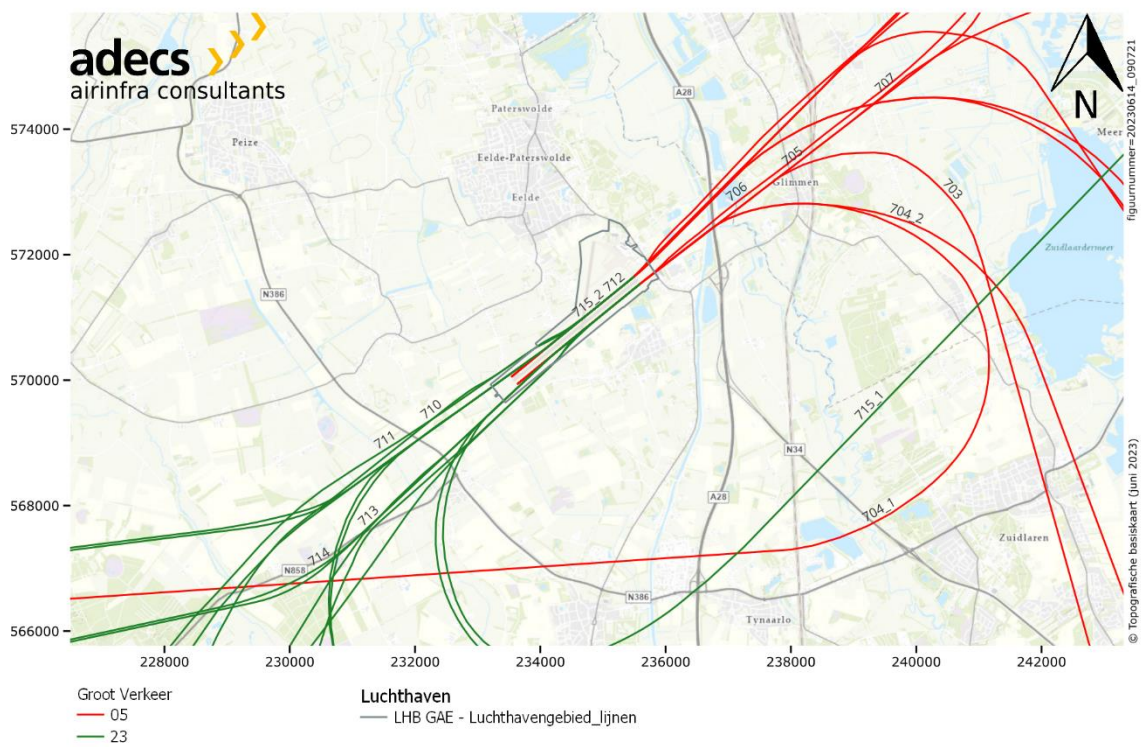 adecs
airinfra consultants
N
figuurnummer=20230614_090721
© Topografische basiskaart (juni 2023)
574000
572000
570000
568000
566000
228000
230000
232000
234000
236000
238000
240000
242000
Peize
Paterswolde
Eelde-Paterswolde
Eelde
A28
707
705
706
Glimmen
703
704_2
Meer
Zuidlaardermeer
N386
715_2
712
710
711
713
714
N858
715_1
N34
A28
704_1
Zuidlaren
N386
Tynaarlo
Groot Verkeer
05
23
Luchthaven
LHB GAE - Luchthavengebied_lijnen